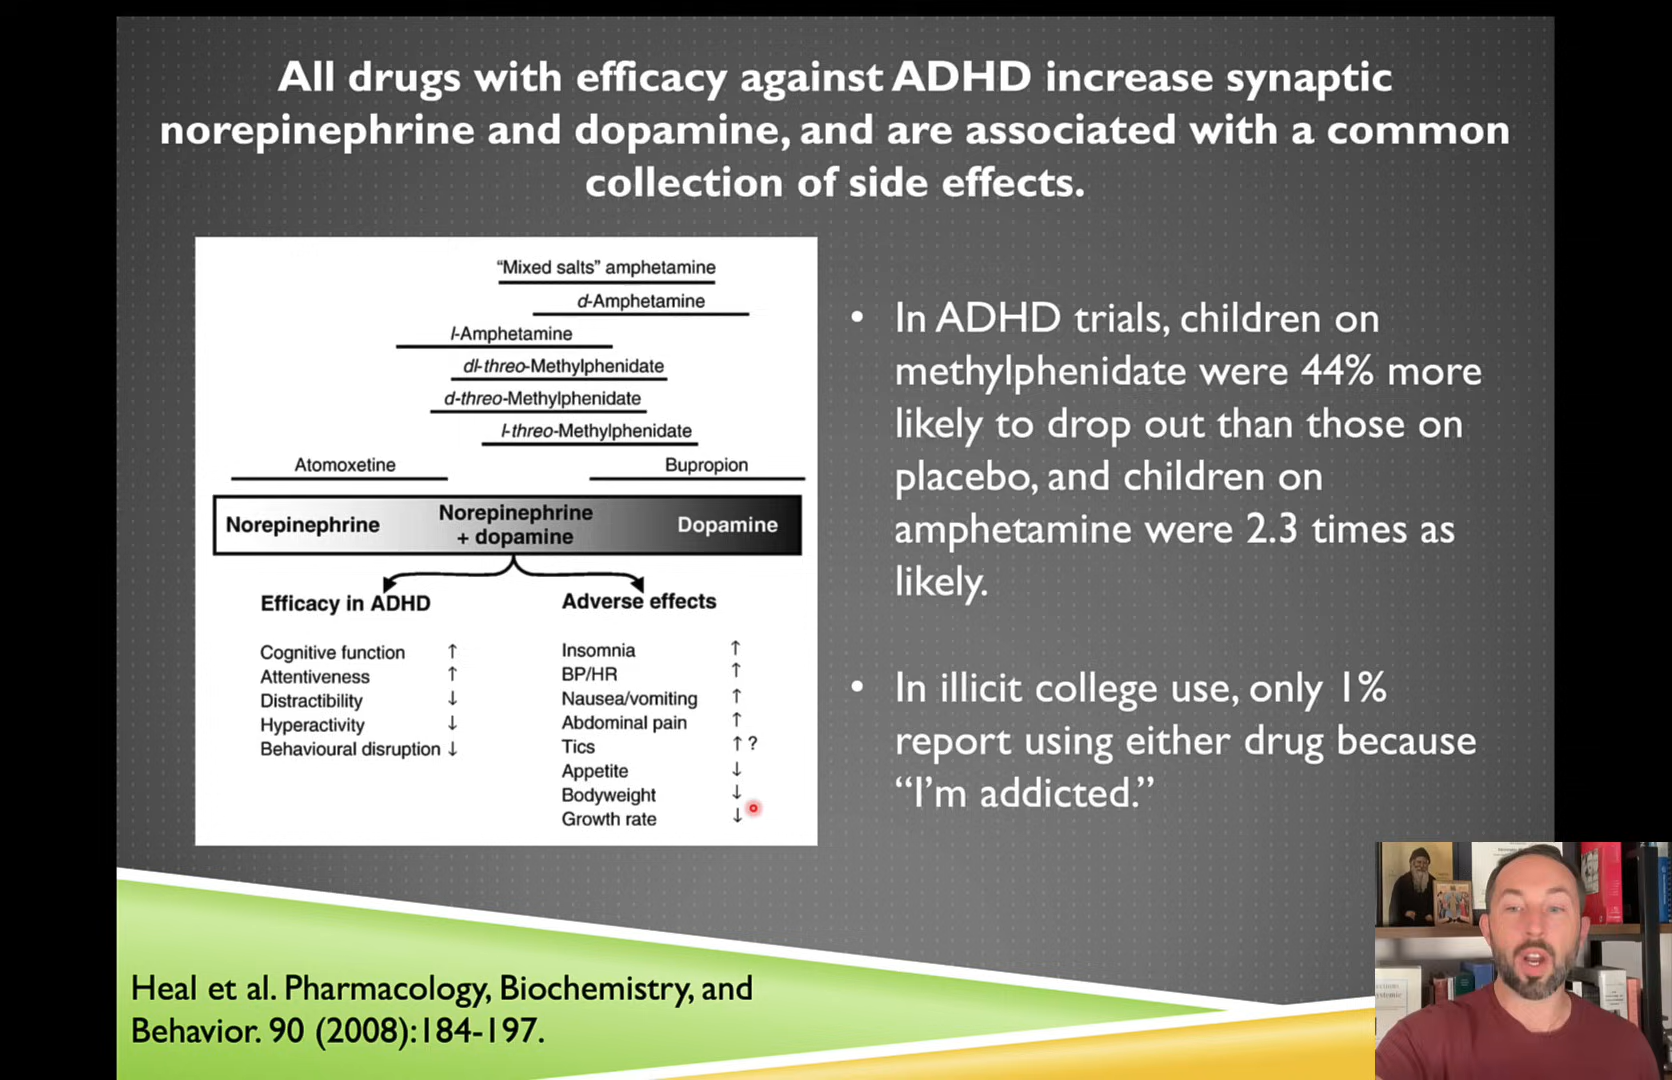 All drugs with efficacy against ADHD increase synaptic
norepinephrine and dopamine, and are associated with a common
collection of side effects.
“Mixed salts” amphetamine
d-Amphetamine
l-Amphetamine
dl-threo-Methylphenidate
d-threo-Methylphenidate
l-threo-Methylphenidate
Atomoxetine
Bupropion
Norepinephrine
Norepinephrine
+ dopamine
Dopamine
Efficacy in ADHD
Cognitive function ↑
Attentiveness ↑
Distractibility ↓
Hyperactivity ↓
Behavioural disruption ↓
Adverse effects
Insomnia ↑
BP/HR ↑
Nausea/vomiting ↑
Abdominal pain ↑
Tics ↑ ?
Appetite ↓
Bodyweight ↓
Growth rate ↓
• In ADHD trials, children on
methylphenidate were 44% more
likely to drop out than those on
placebo, and children on
amphetamine were 2.3 times as
likely.
• In illicit college use, only 1%
report using either drug because
“I’m addicted.”
Heal et al. Pharmacology, Biochemistry, and
Behavior. 90 (2008):184-197.